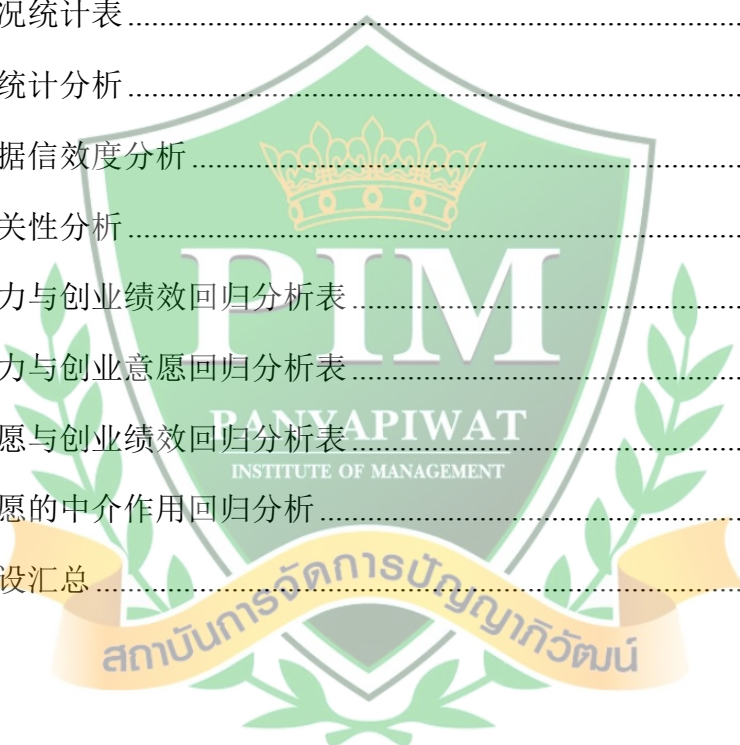 况统计表
统计分析
据信效度分析
关性分析
力与创业绩效回归分析表
力与创业意愿回归分析表
愿与创业绩效回归分析表
愿的中介作用回归分析
设汇总
PIM
PANYAPIWAT
INSTITUTE OF MANAGEMENT
สถาบันการจัดการปัญญาภิวัฒน์